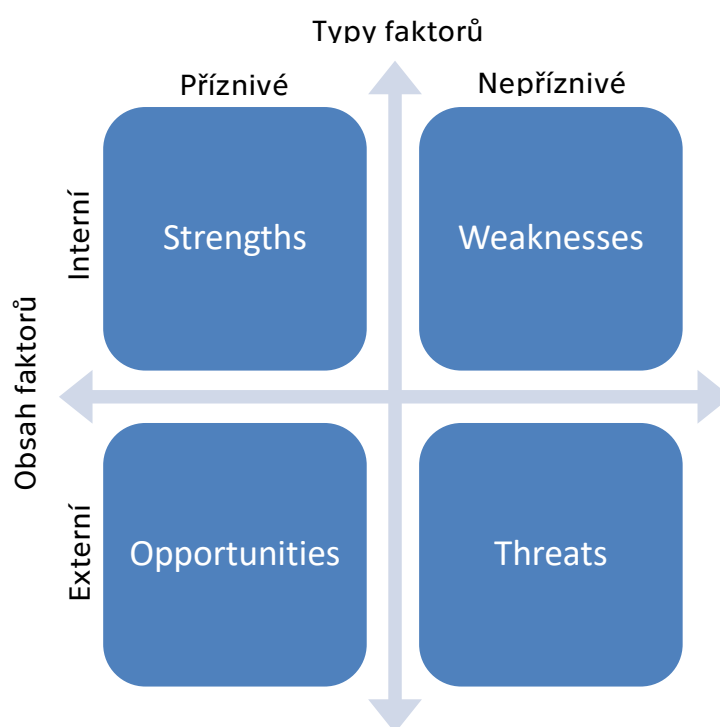 Typy faktorů
Příznivé
Nepříznivé
Obsah faktorů
Interní
Strengths
Weaknesses
Externí
Opportunities
Threats